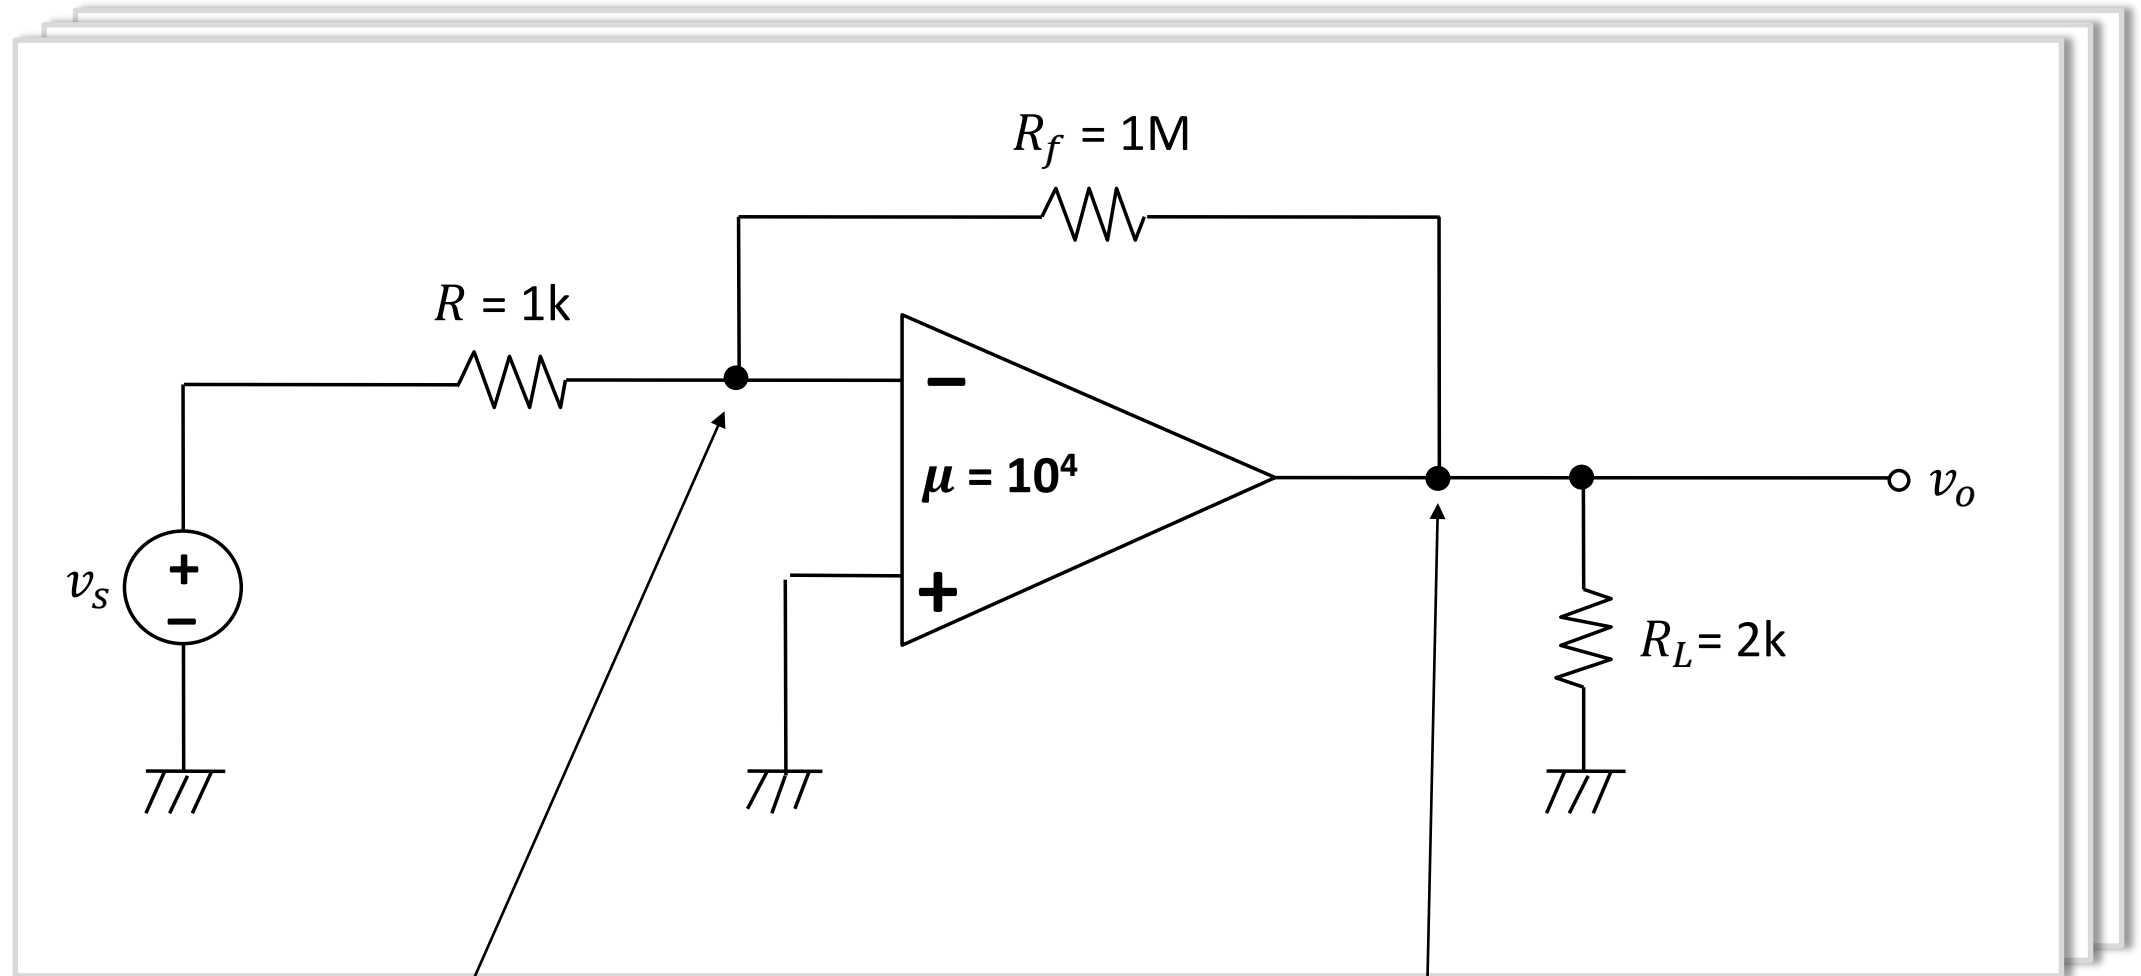 R_f = 1M
R = 1k
−
μ = 10⁴
v_o
+
v_s
+
−
R_L = 2k